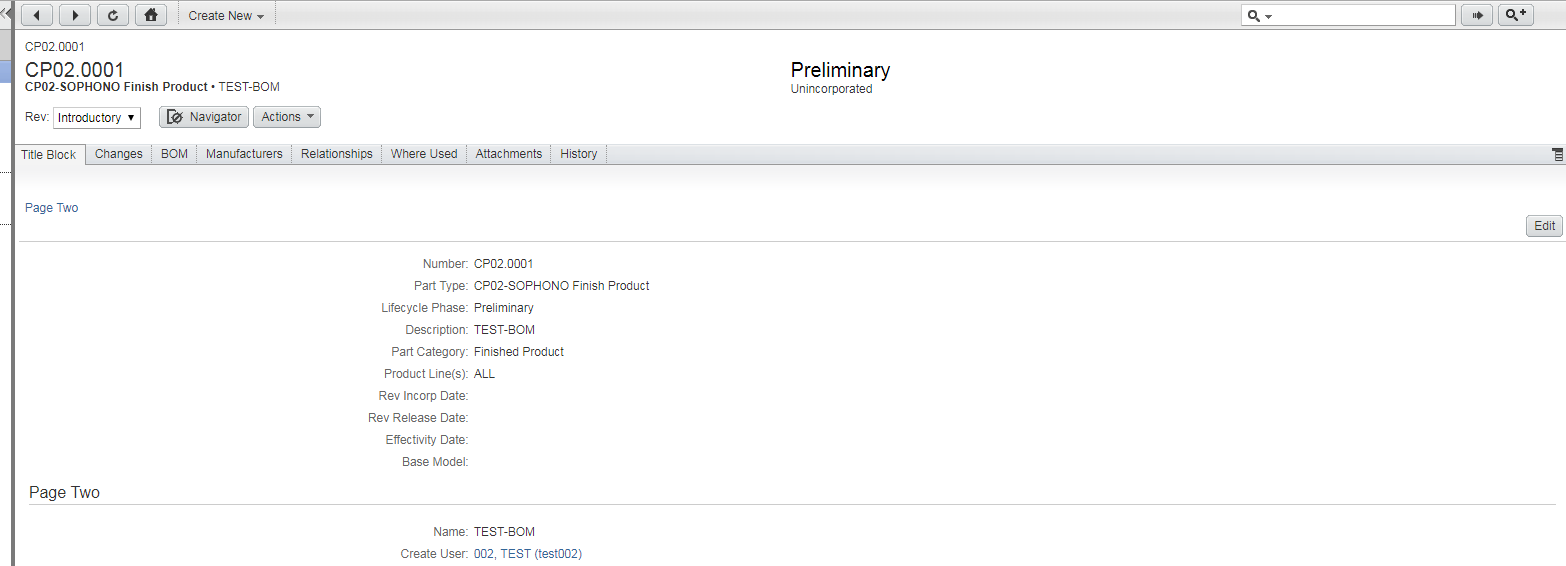 Create New
CP02.0001
CP02.0001
Preliminary
CP02-SOPHONO Finish Product • TEST-BOM
Unincorporated
Rev: Introductory Navigator Actions
Title Block Changes BOM Manufacturers Relationships Where Used Attachments History
Page Two
Edit
Number: CP02.0001
Part Type: CP02-SOPHONO Finish Product
Lifecycle Phase: Preliminary
Description: TEST-BOM
Part Category: Finished Product
Product Line(s): ALL
Rev Incorp Date:
Rev Release Date:
Effectivity Date:
Base Model:
Page Two
Name: TEST-BOM
Create User: 002, TEST (test002)